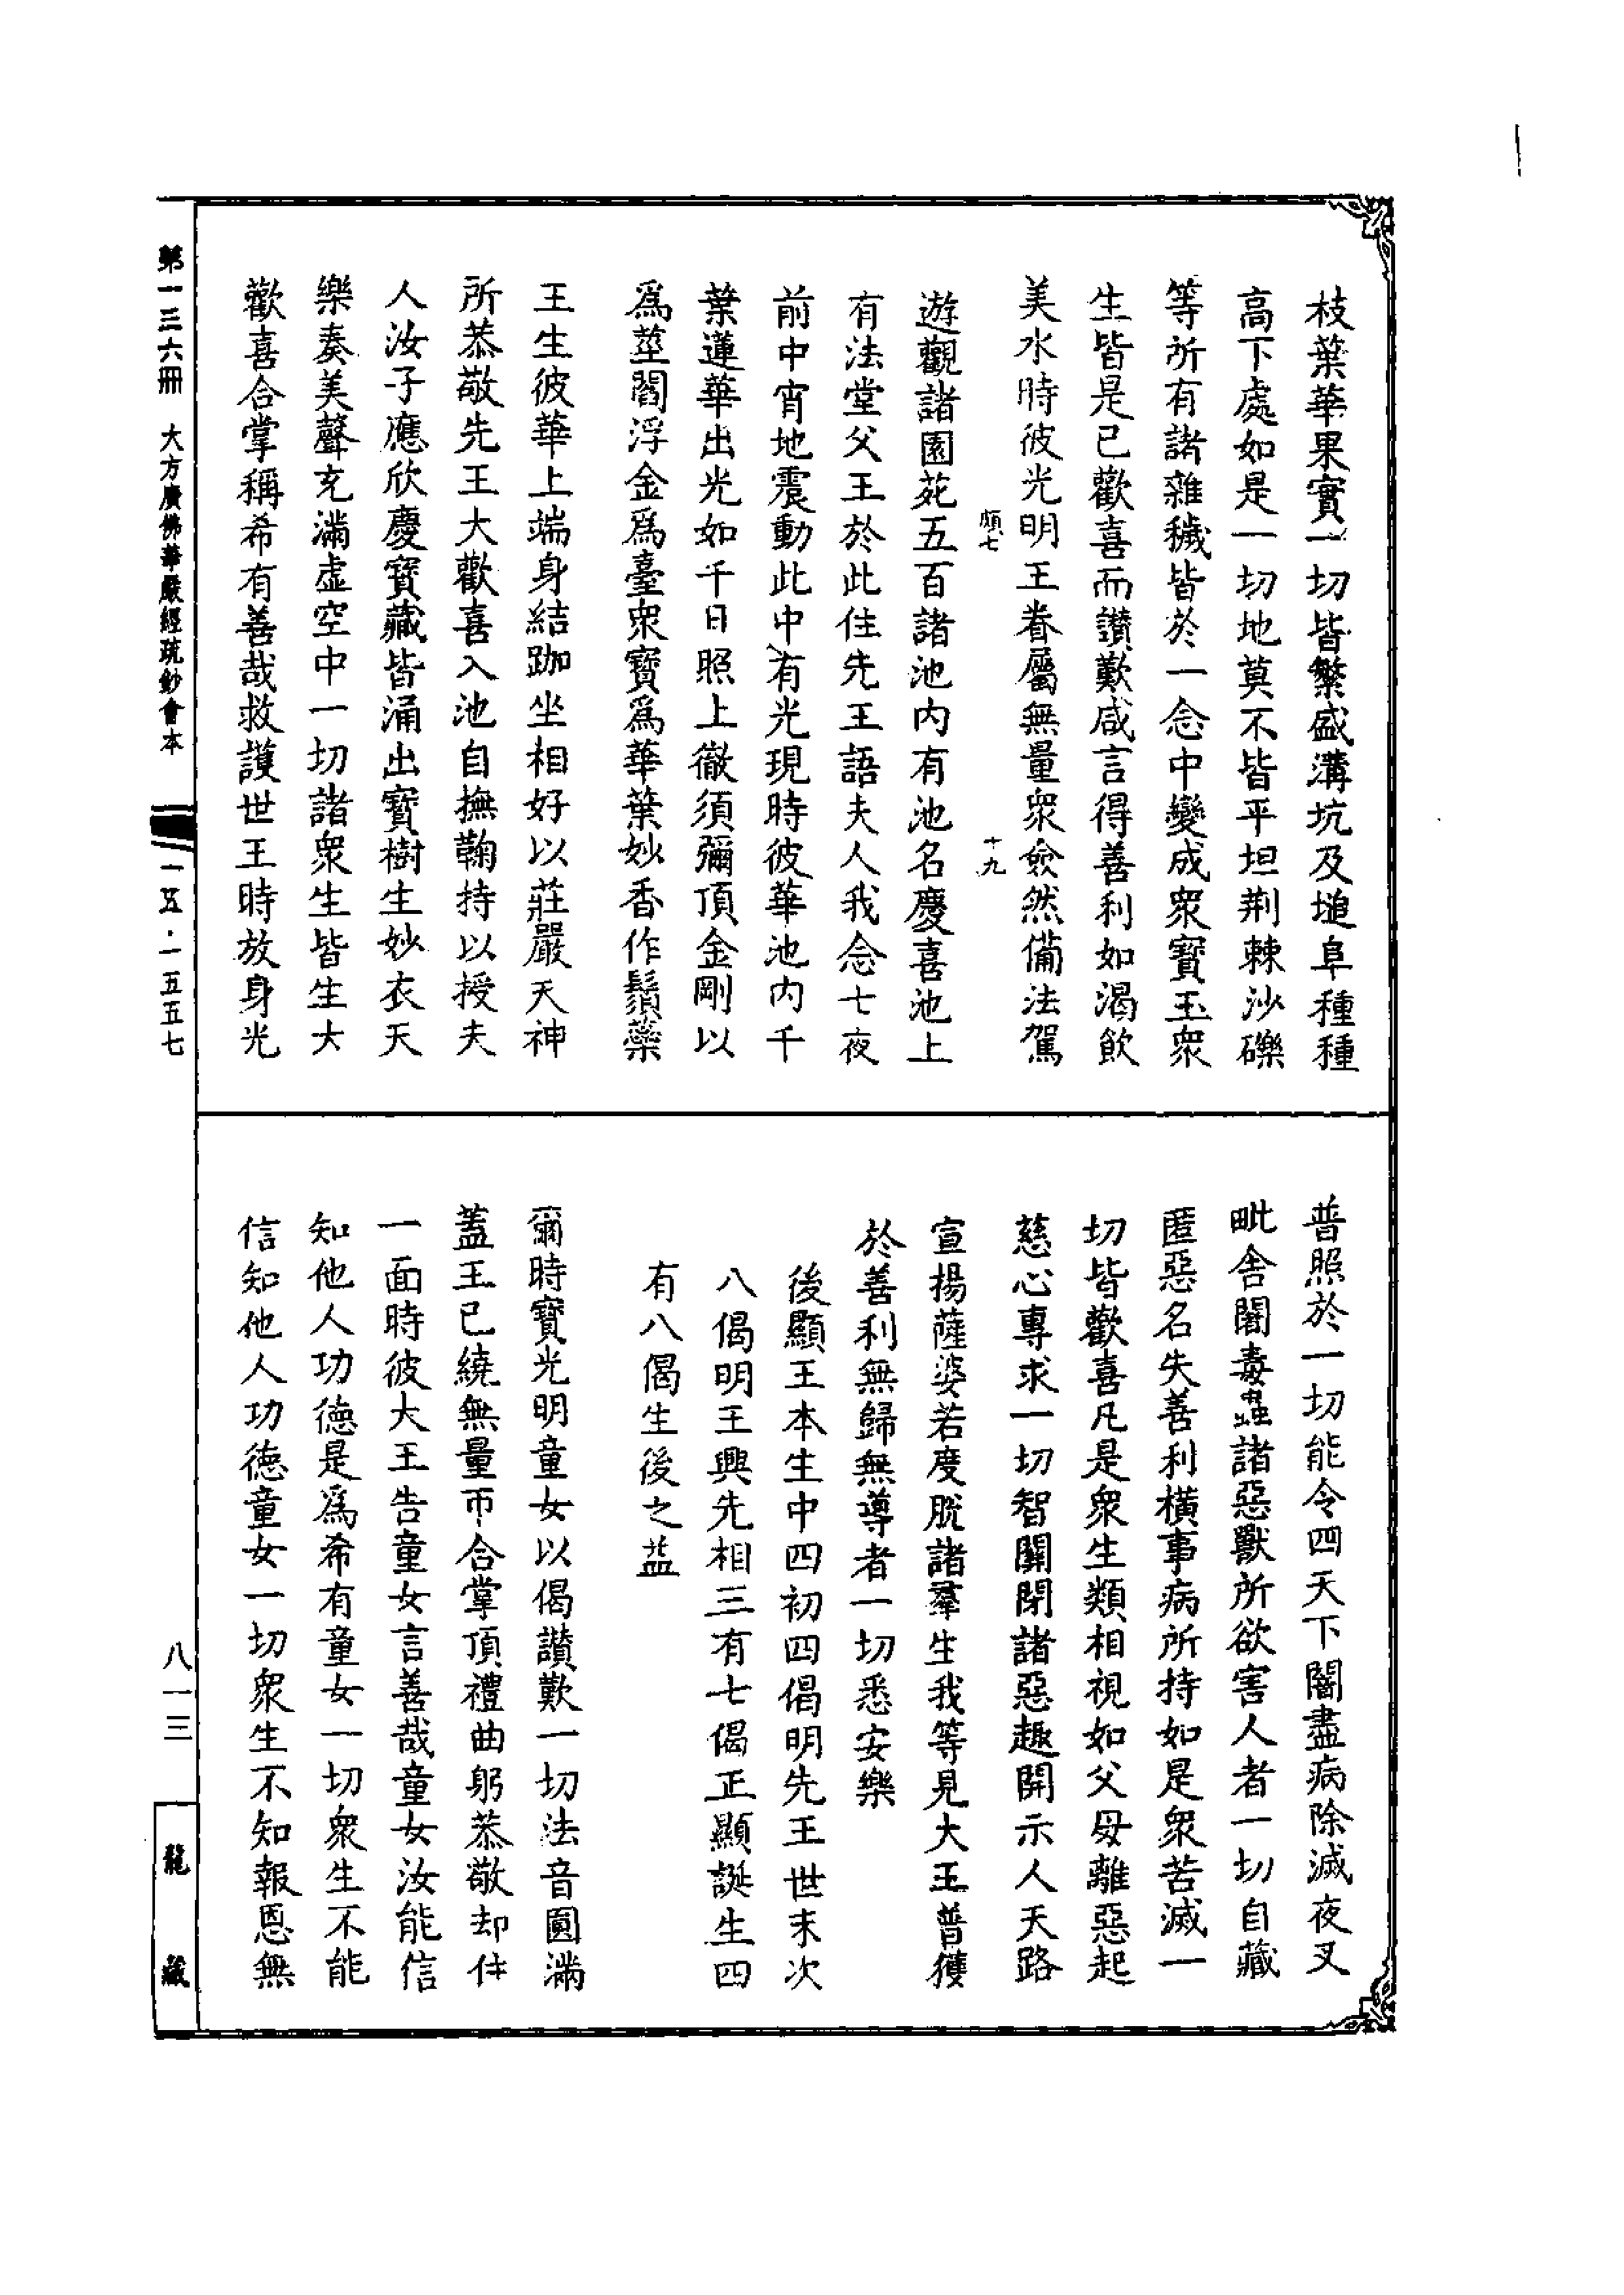 枝葉華果實一切皆繁盛溝坑及塠阜種種
高下處如是一切地莫不皆平坦荆棘沙礫
等所有諸雜穢皆於一念中變成衆寶玉衆
生皆是已歡喜而讃歎咸言得善利如渴飲
美水時彼光明王眷屬無量衆僉然備法駕
頗七
十九
遊觀諸園苑五百諸池内有池名慶喜池上
有法堂父王於此住先王語夫人我念七夜
前中宵地震動此中有光現時彼華池内千
葉蓮華出光如千日照上徹須彌頂金剛以
爲莖閻浮金爲臺衆寶爲華葉妙香作鬚蘂
王生彼華上端身結跏坐相好以莊嚴天神
所恭敬先王大歡喜入池自撫鞠持以授夫
人汝子應欣慶寶藏皆涌出寶樹生妙衣天
樂奏美聲充滿虛空中一切諸衆生皆生大
歡喜合掌稱希有善哉救護世王時放身光
普照於一切能令四天下闇盡病除滅夜叉
毗舍闍毒蟲諸惡獸所欲害人者一切自藏
匿惡名失善利橫事病所持如是衆苦滅一
切皆歡喜凡是衆生類相視如父母離惡起
慈心專求一切智關閉諸惡趣開示人天路
宣揚薩婆若度脫諸羣生我等見大王普獲
於善利無歸無導者一切悉安樂
後顯王本生中四初四偈明先王世末次
八偈明王興先相三有七偈正顯誕生四
有八偈生後之益
爾時寶光明童女以偈讃歎一切法音圓滿
蓋王已繞無量帀合掌頂禮曲躬恭敬却住
一面時彼大王告童女言善哉童女汝能信
知他人功德是爲希有童女一切衆生不能
信知他人功德童女一切衆生不知報恩無
第一三六冊 大方廣佛華嚴經疏鈔會本
一五·一五五七
八一三
龍藏